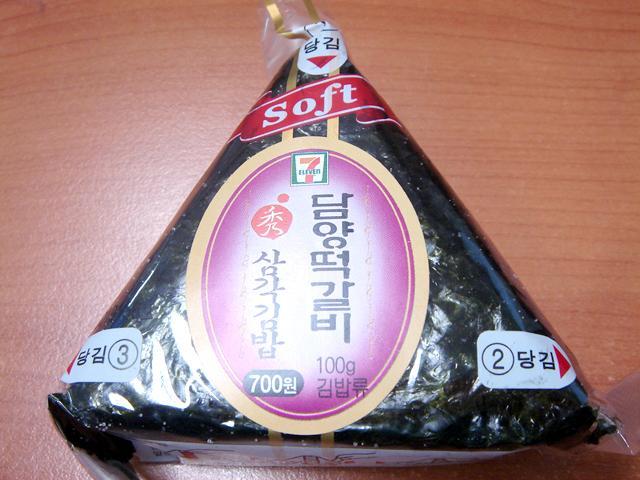 당김
Soft
7
ELEVEN
秀
담양떡갈비
삼각김밥
100g
김밥류
700원
당김 ③
② 당김